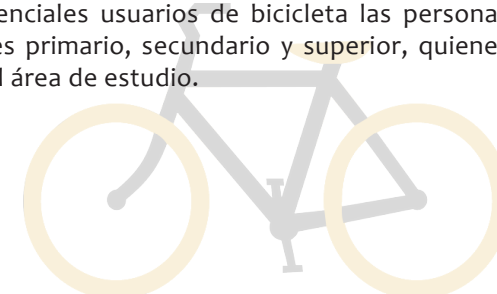 enciales usuarios de bicicleta las persona
es primario, secundario y superior, quiene
l área de estudio.